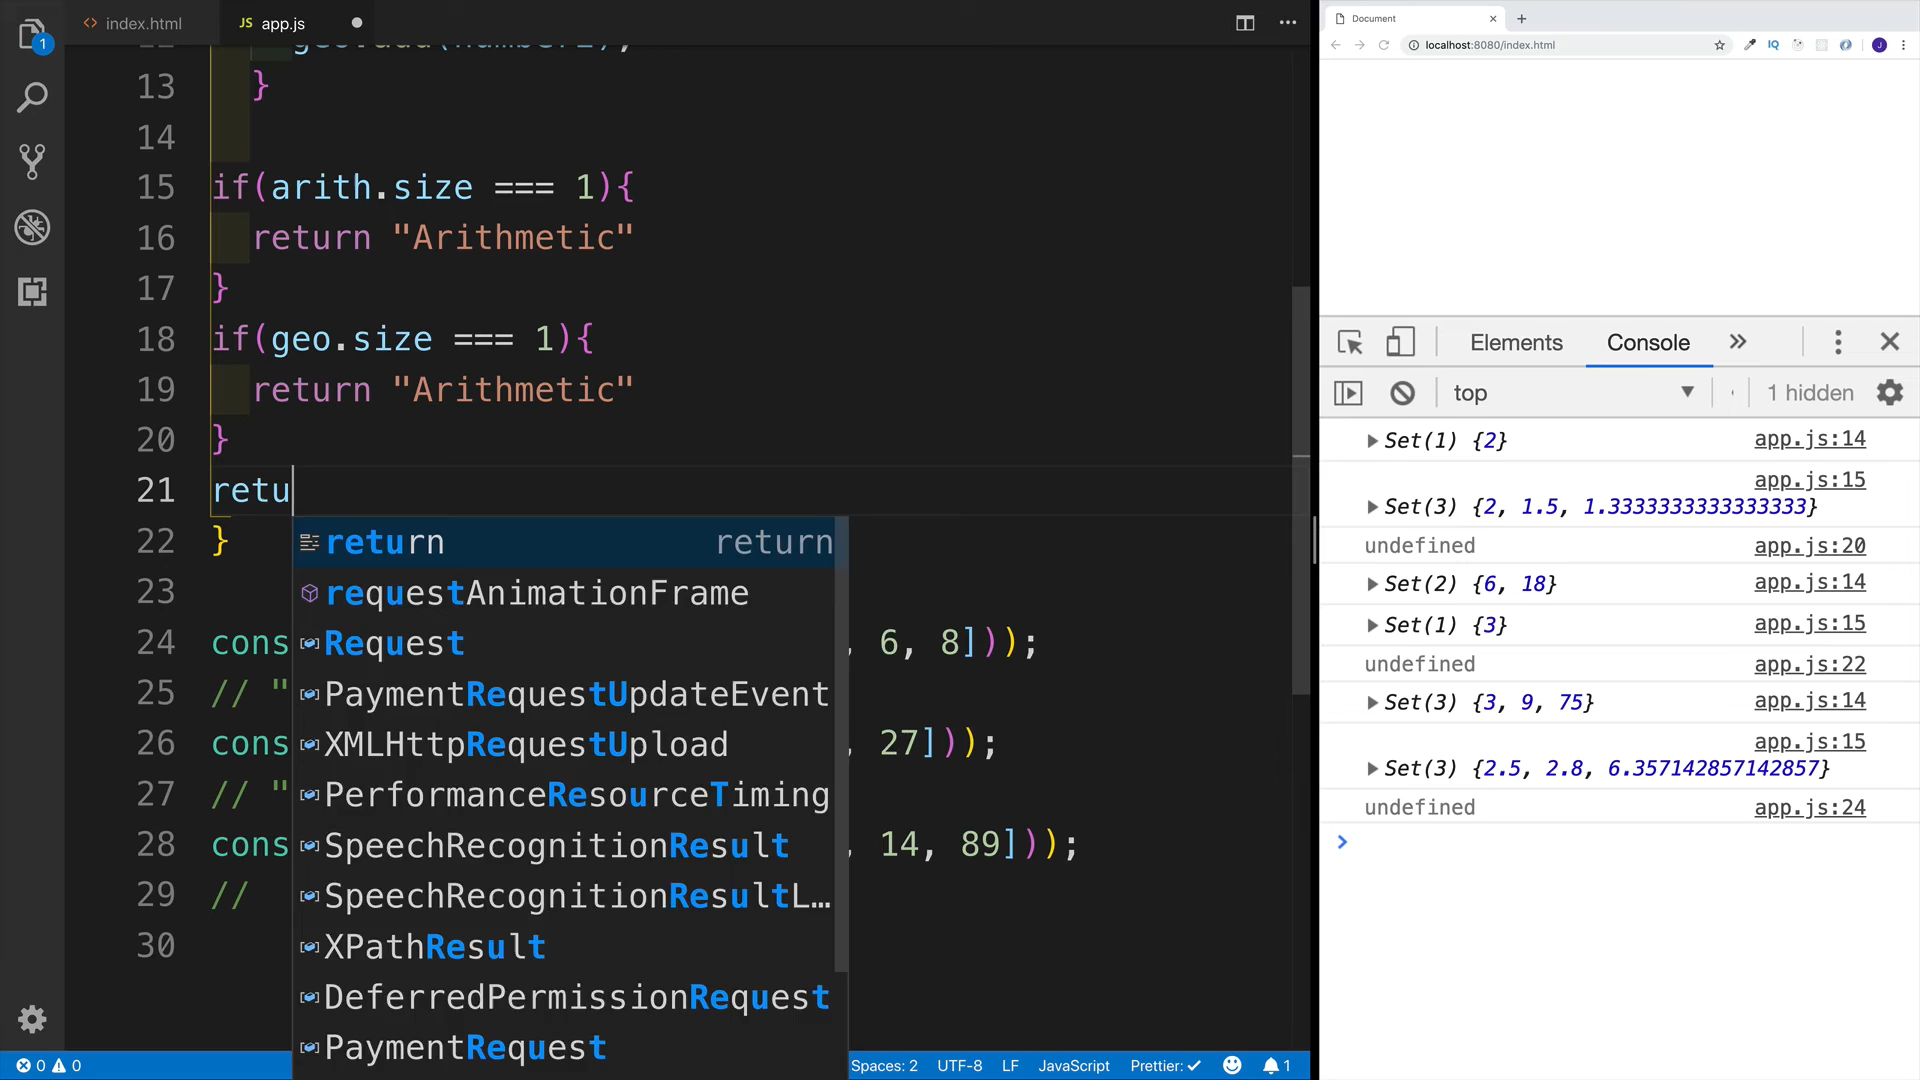 index.html
JS app.js
1
13 }
14
15 if(arith.size === 1){
16 return "Arithmetic"
17 }
18 if(geo.size === 1){
19 return "Arithmetic"
20 }
21 retu
22 }
23
24 cons , 6, 8]));
25 // "
26 cons , 27]));
27 // "
28 cons , 14, 89]));
29 //
30
return return
requestAnimationFrame
Request
PaymentRequestUpdateEvent
XMLHttpRequestUpload
PerformanceResourceTiming
SpeechRecognitionResult
SpeechRecognitionResultL…
XPathResult
DeferredPermissionRequest
PaymentRequest
0 0 Spaces: 2 UTF-8 LF JavaScript Prettier: ✓ 1
Document
localhost:8080/index.html
IQ
J
Elements Console
top 1 hidden
Set(1) {2} app.js:14
app.js:15
Set(3) {2, 1.5, 1.3333333333333333}
undefined app.js:20
Set(2) {6, 18} app.js:14
Set(1) {3} app.js:15
undefined app.js:22
Set(3) {3, 9, 75} app.js:14
app.js:15
Set(3) {2.5, 2.8, 6.357142857142857}
undefined app.js:24